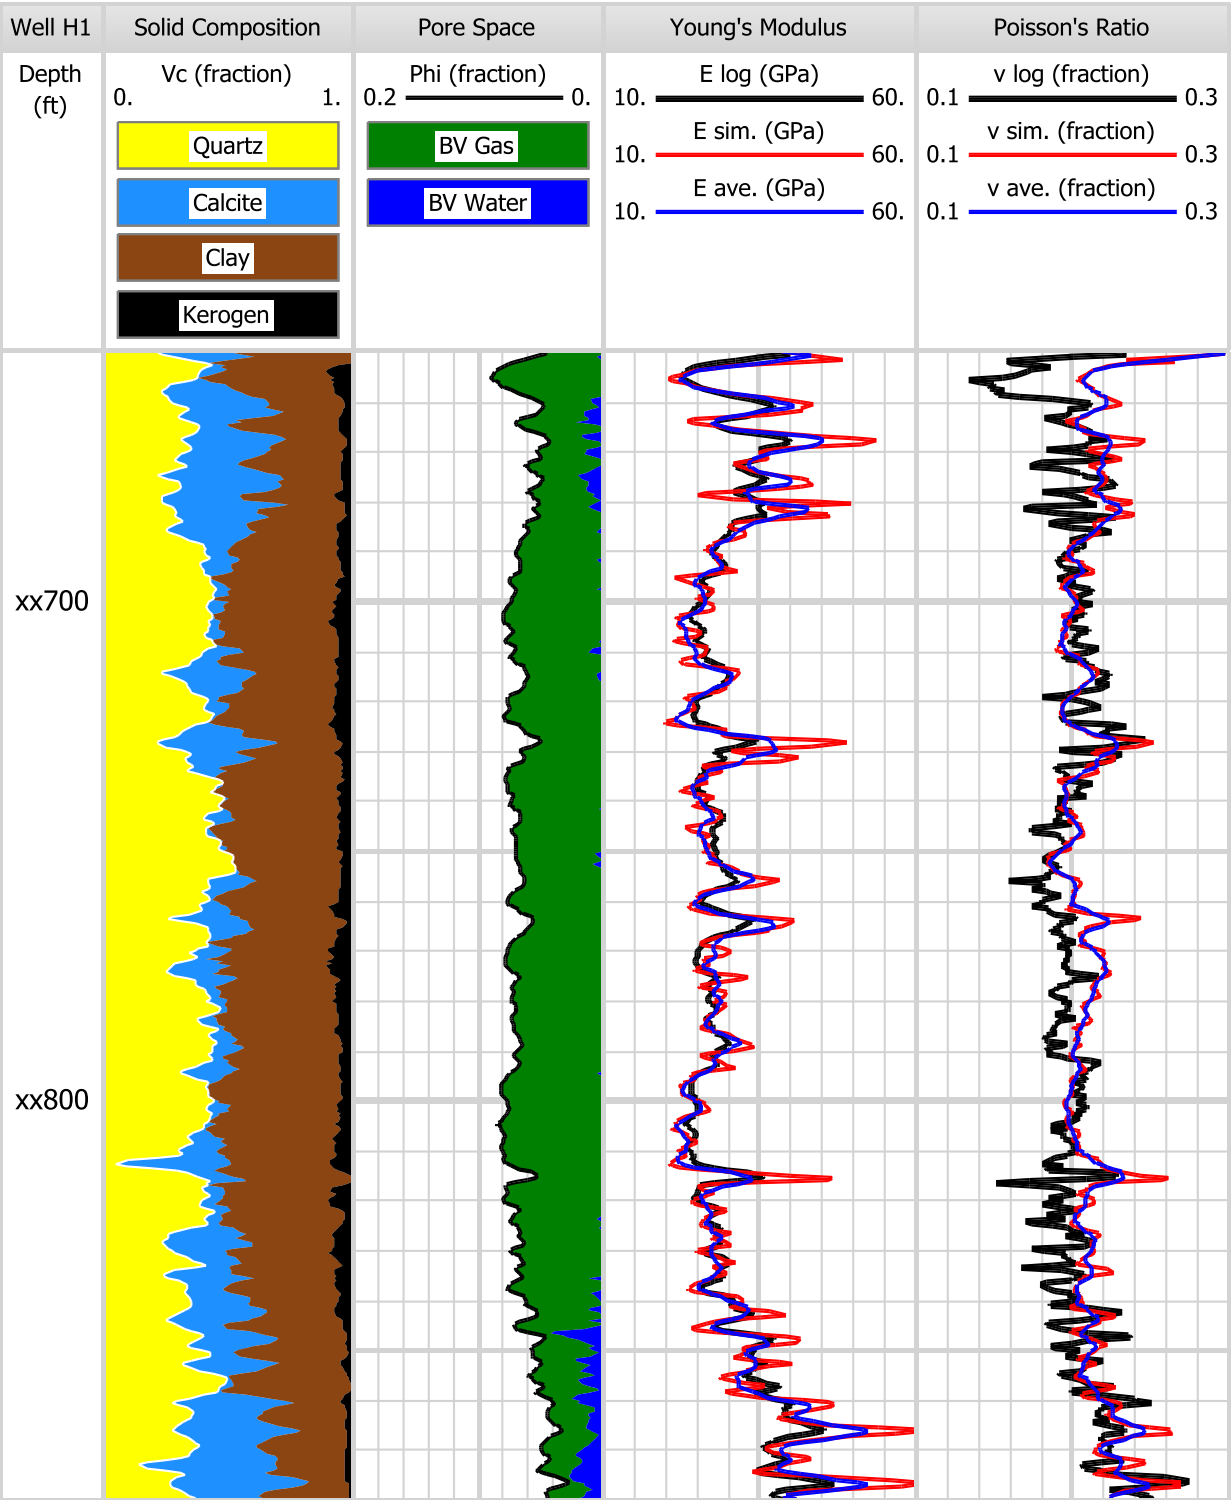 Well H1 Solid Composition Pore Space Young's Modulus Poisson's Ratio
Depth Vc (fraction) Phi (fraction) E log (GPa) v log (fraction)
(ft) 0. 1. 0.2 0. 10. 60. 0.1 0.3
E sim. (GPa) v sim. (fraction)
Quartz BV Gas 10. 60. 0.1 0.3
E ave. (GPa) v ave. (fraction)
Calcite BV Water 10. 60. 0.1 0.3
Clay
Kerogen
xx700
xx800